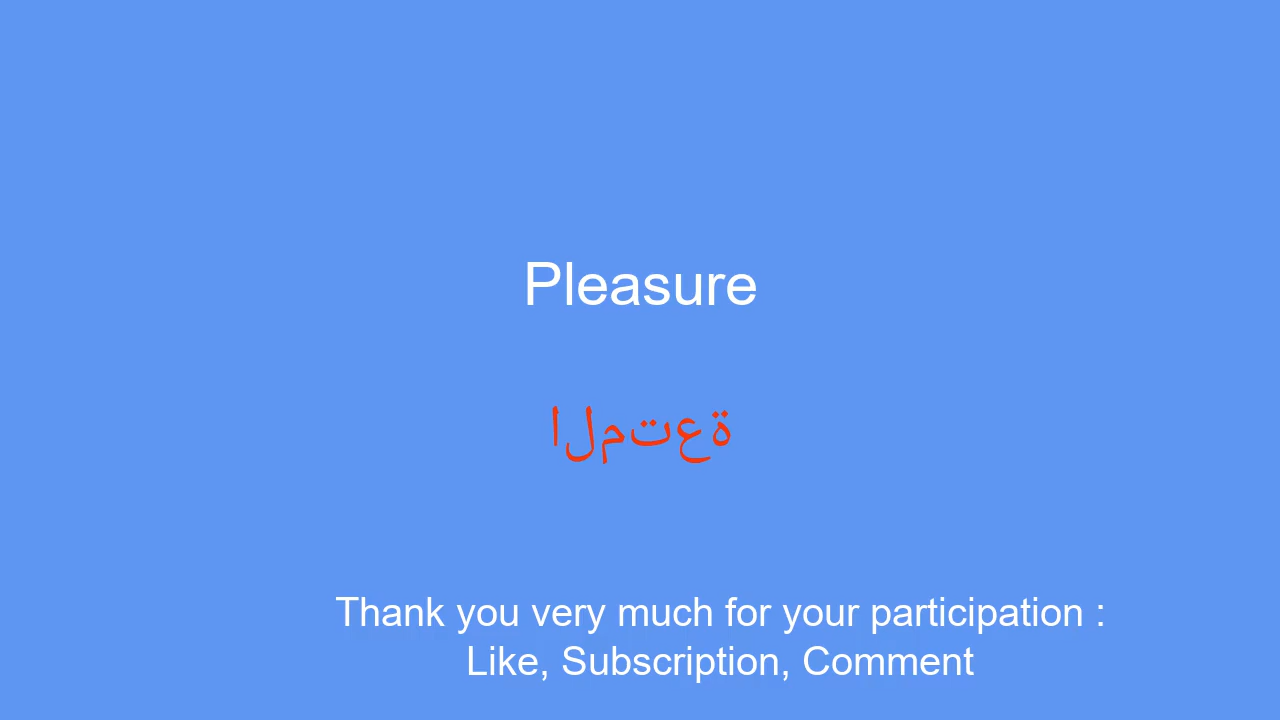 Pleasure
المتعة
Thank you very much for your participation :
Like, Subscription, Comment